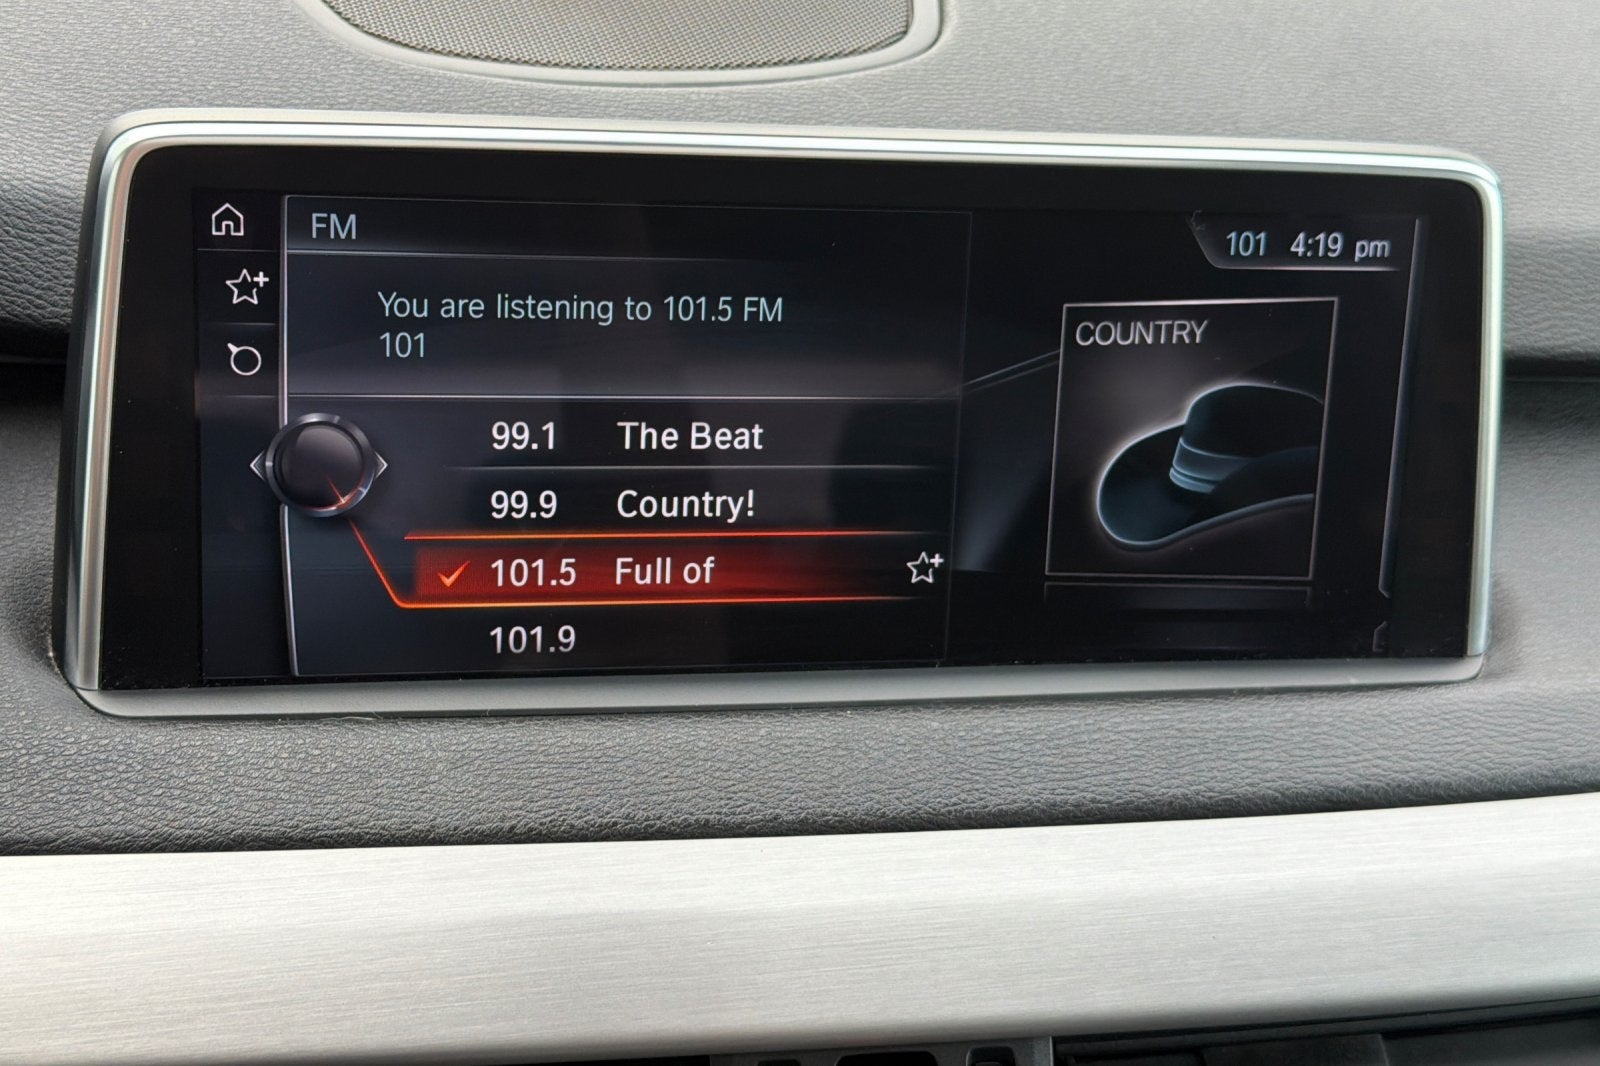 FM
101 4:19 pm
You are listening to 101.5 FM
101
COUNTRY
99.1 The Beat
99.9 Country!
101.5 Full of
101.9